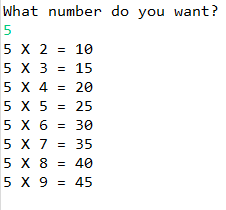 What number do you want?
5
5 X 2 = 10
5 X 3 = 15
5 X 4 = 20
5 X 5 = 25
5 X 6 = 30
5 X 7 = 35
5 X 8 = 40
5 X 9 = 45